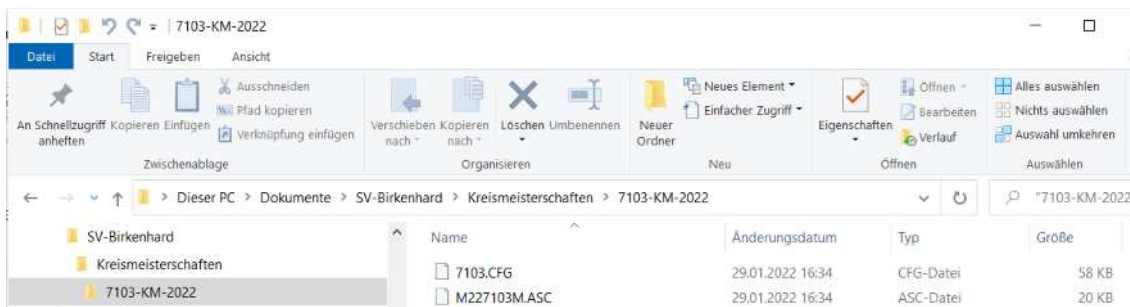 7103-KM-2022
Datei Start Freigeben Ansicht
An Schnellzugriff anheften
Kopieren
Einfügen
Ausschneiden
Pfad kopieren
Verknüpfung einfügen
Zwischenablage
Verschieben nach
Kopieren nach
Löschen
Umbenennen
Organisieren
Neuer Ordner
Neues Element
Einfacher Zugriff
Neu
Eigenschaften
Öffnen
Bearbeiten
Verlauf
Öffnen
Alles auswählen
Nichts auswählen
Auswahl umkehren
Auswählen
> Dieser PC > Dokumente > SV-Birkenhard > Kreismeisterschaften > 7103-KM-2022
"7103-KM-2022
SV-Birkenhard
Kreismeisterschaften
7103-KM-2022
Name Änderungsdatum Typ Größe
7103.CFG 29.01.2022 16:34 CFG-Datei 58 KB
M227103M.ASC 29.01.2022 16:34 ASC-Datei 20 KB